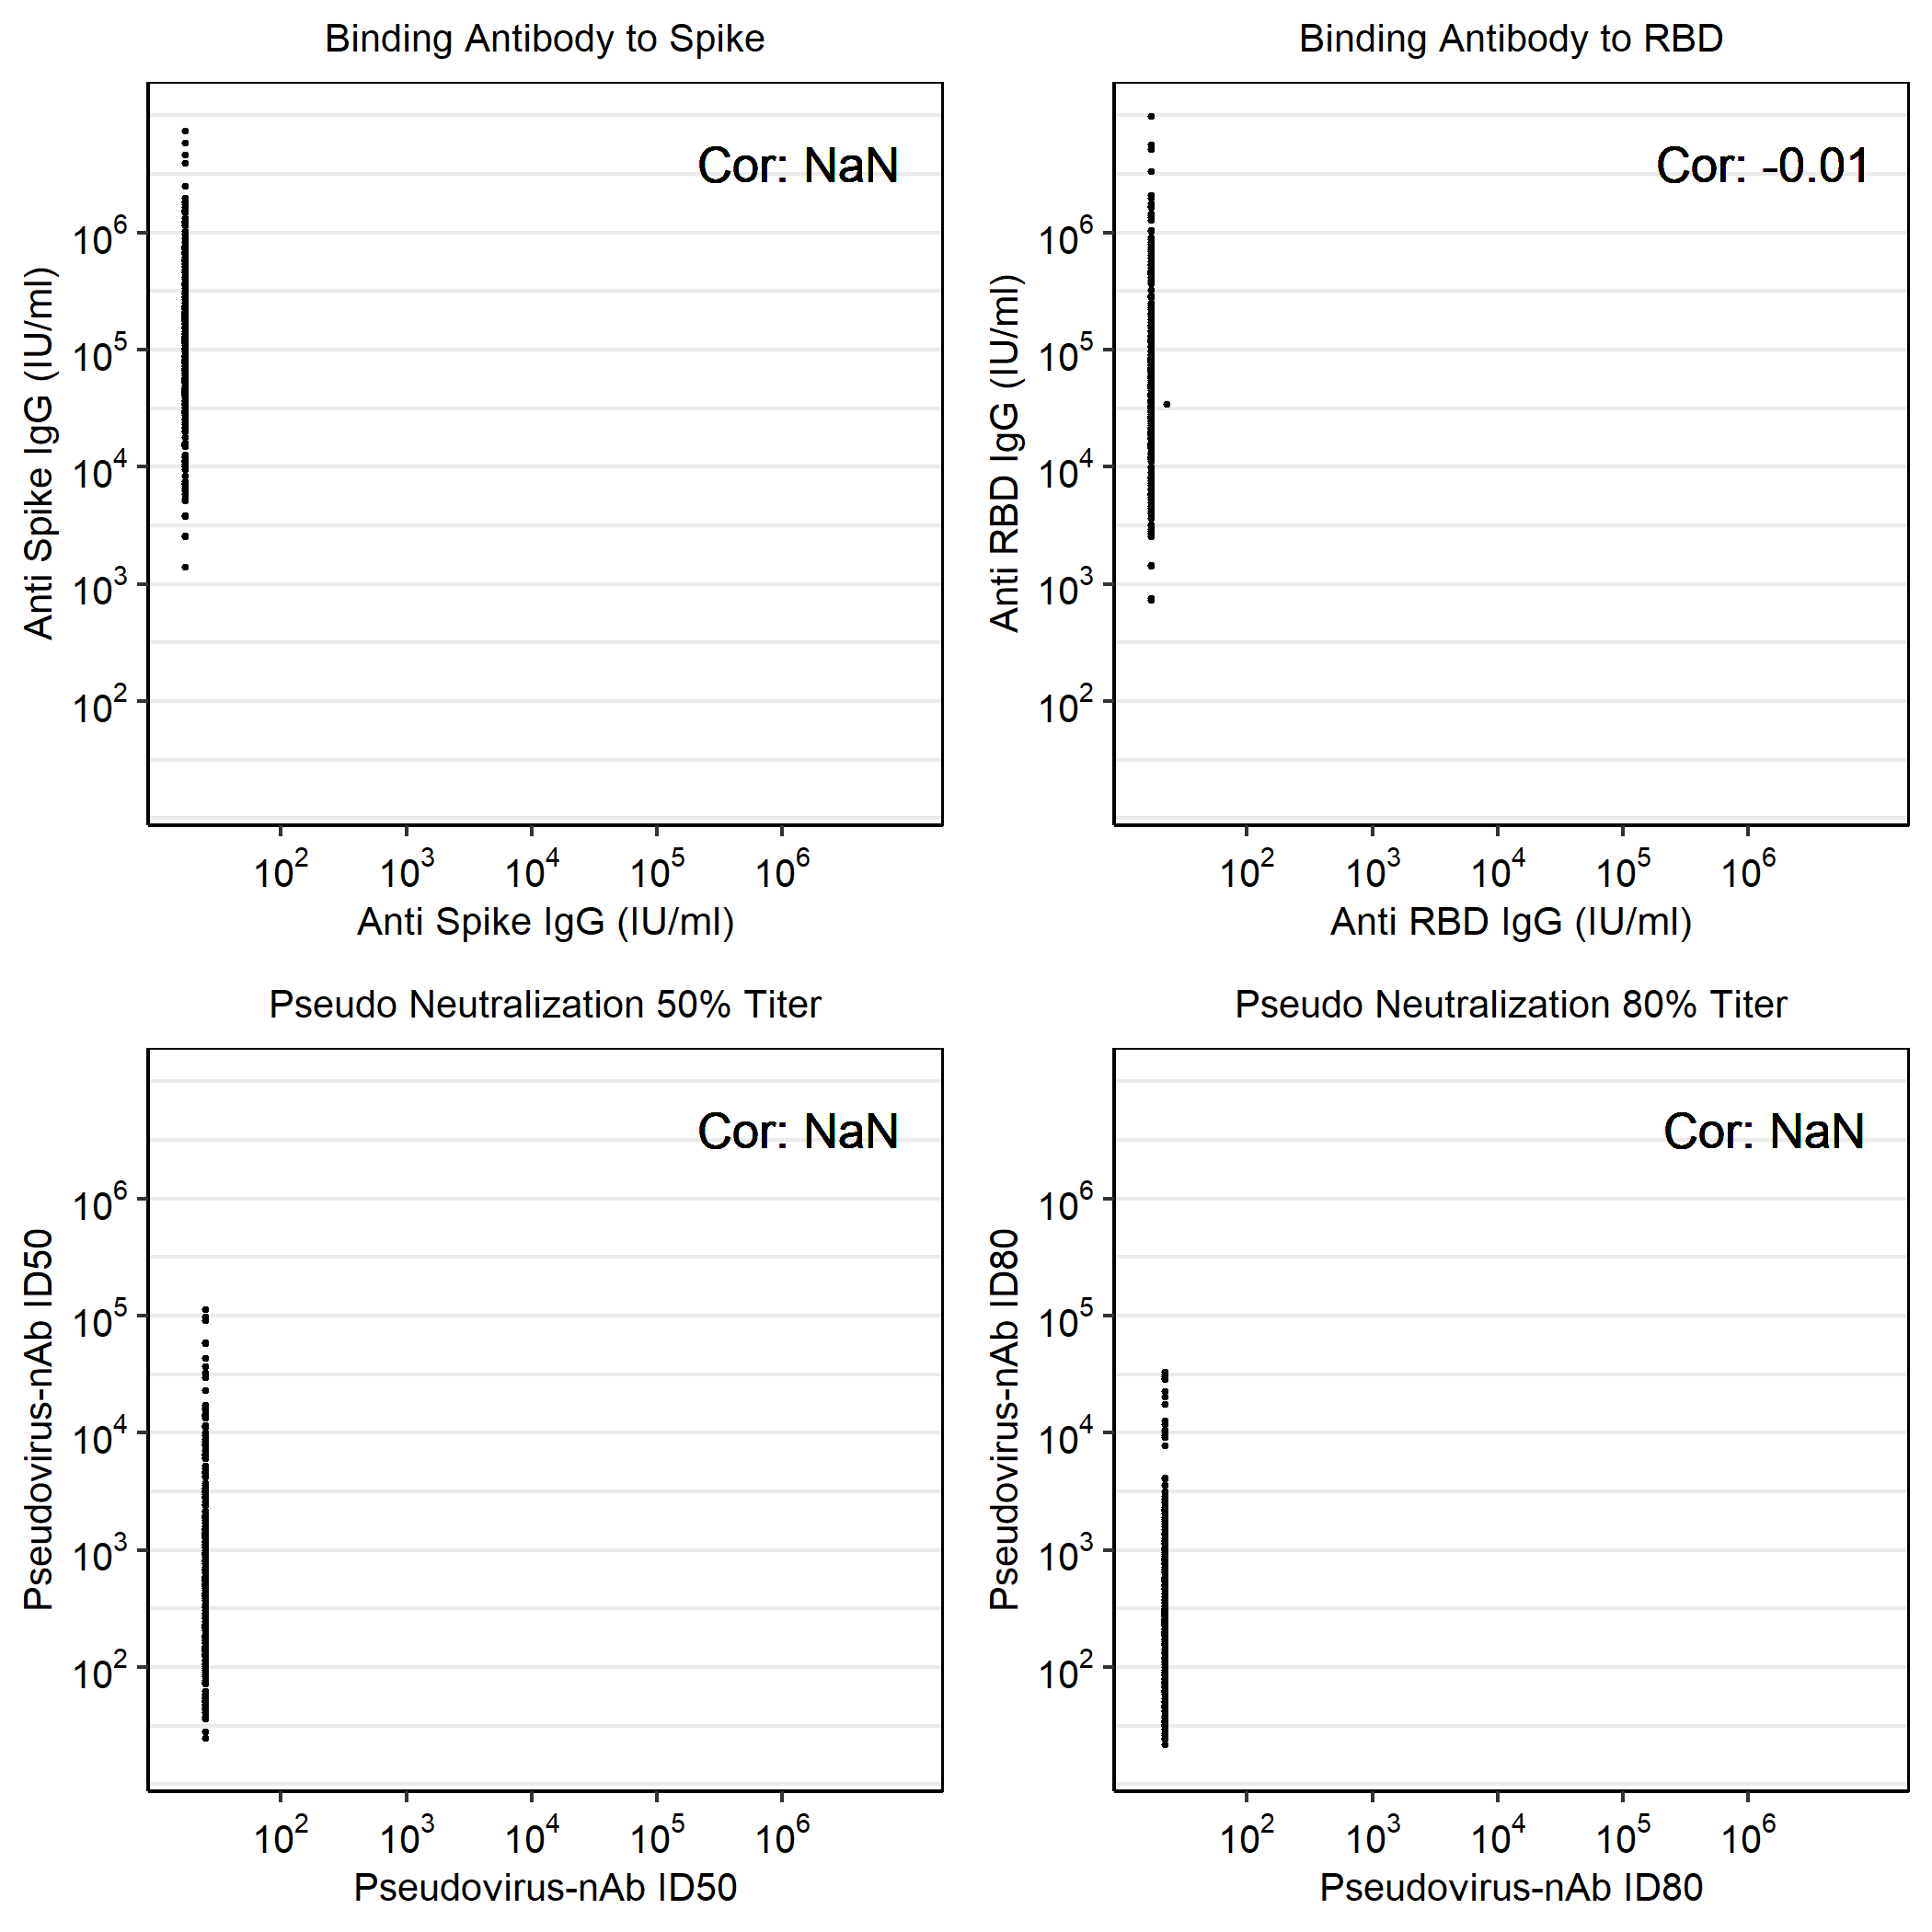 Binding Antibody to Spike
Cor: NaN
Anti Spike IgG (IU/ml)
10^6
10^5
10^4
10^3
10^2
10^2 10^3 10^4 10^5 10^6
Anti Spike IgG (IU/ml)
Binding Antibody to RBD
Cor: -0.01
Anti RBD IgG (IU/ml)
10^6
10^5
10^4
10^3
10^2
10^2 10^3 10^4 10^5 10^6
Anti RBD IgG (IU/ml)
Pseudo Neutralization 50% Titer
Cor: NaN
Pseudovirus-nAb ID50
10^6
10^5
10^4
10^3
10^2
10^2 10^3 10^4 10^5 10^6
Pseudovirus-nAb ID50
Pseudo Neutralization 80% Titer
Cor: NaN
Pseudovirus-nAb ID80
10^6
10^5
10^4
10^3
10^2
10^2 10^3 10^4 10^5 10^6
Pseudovirus-nAb ID80